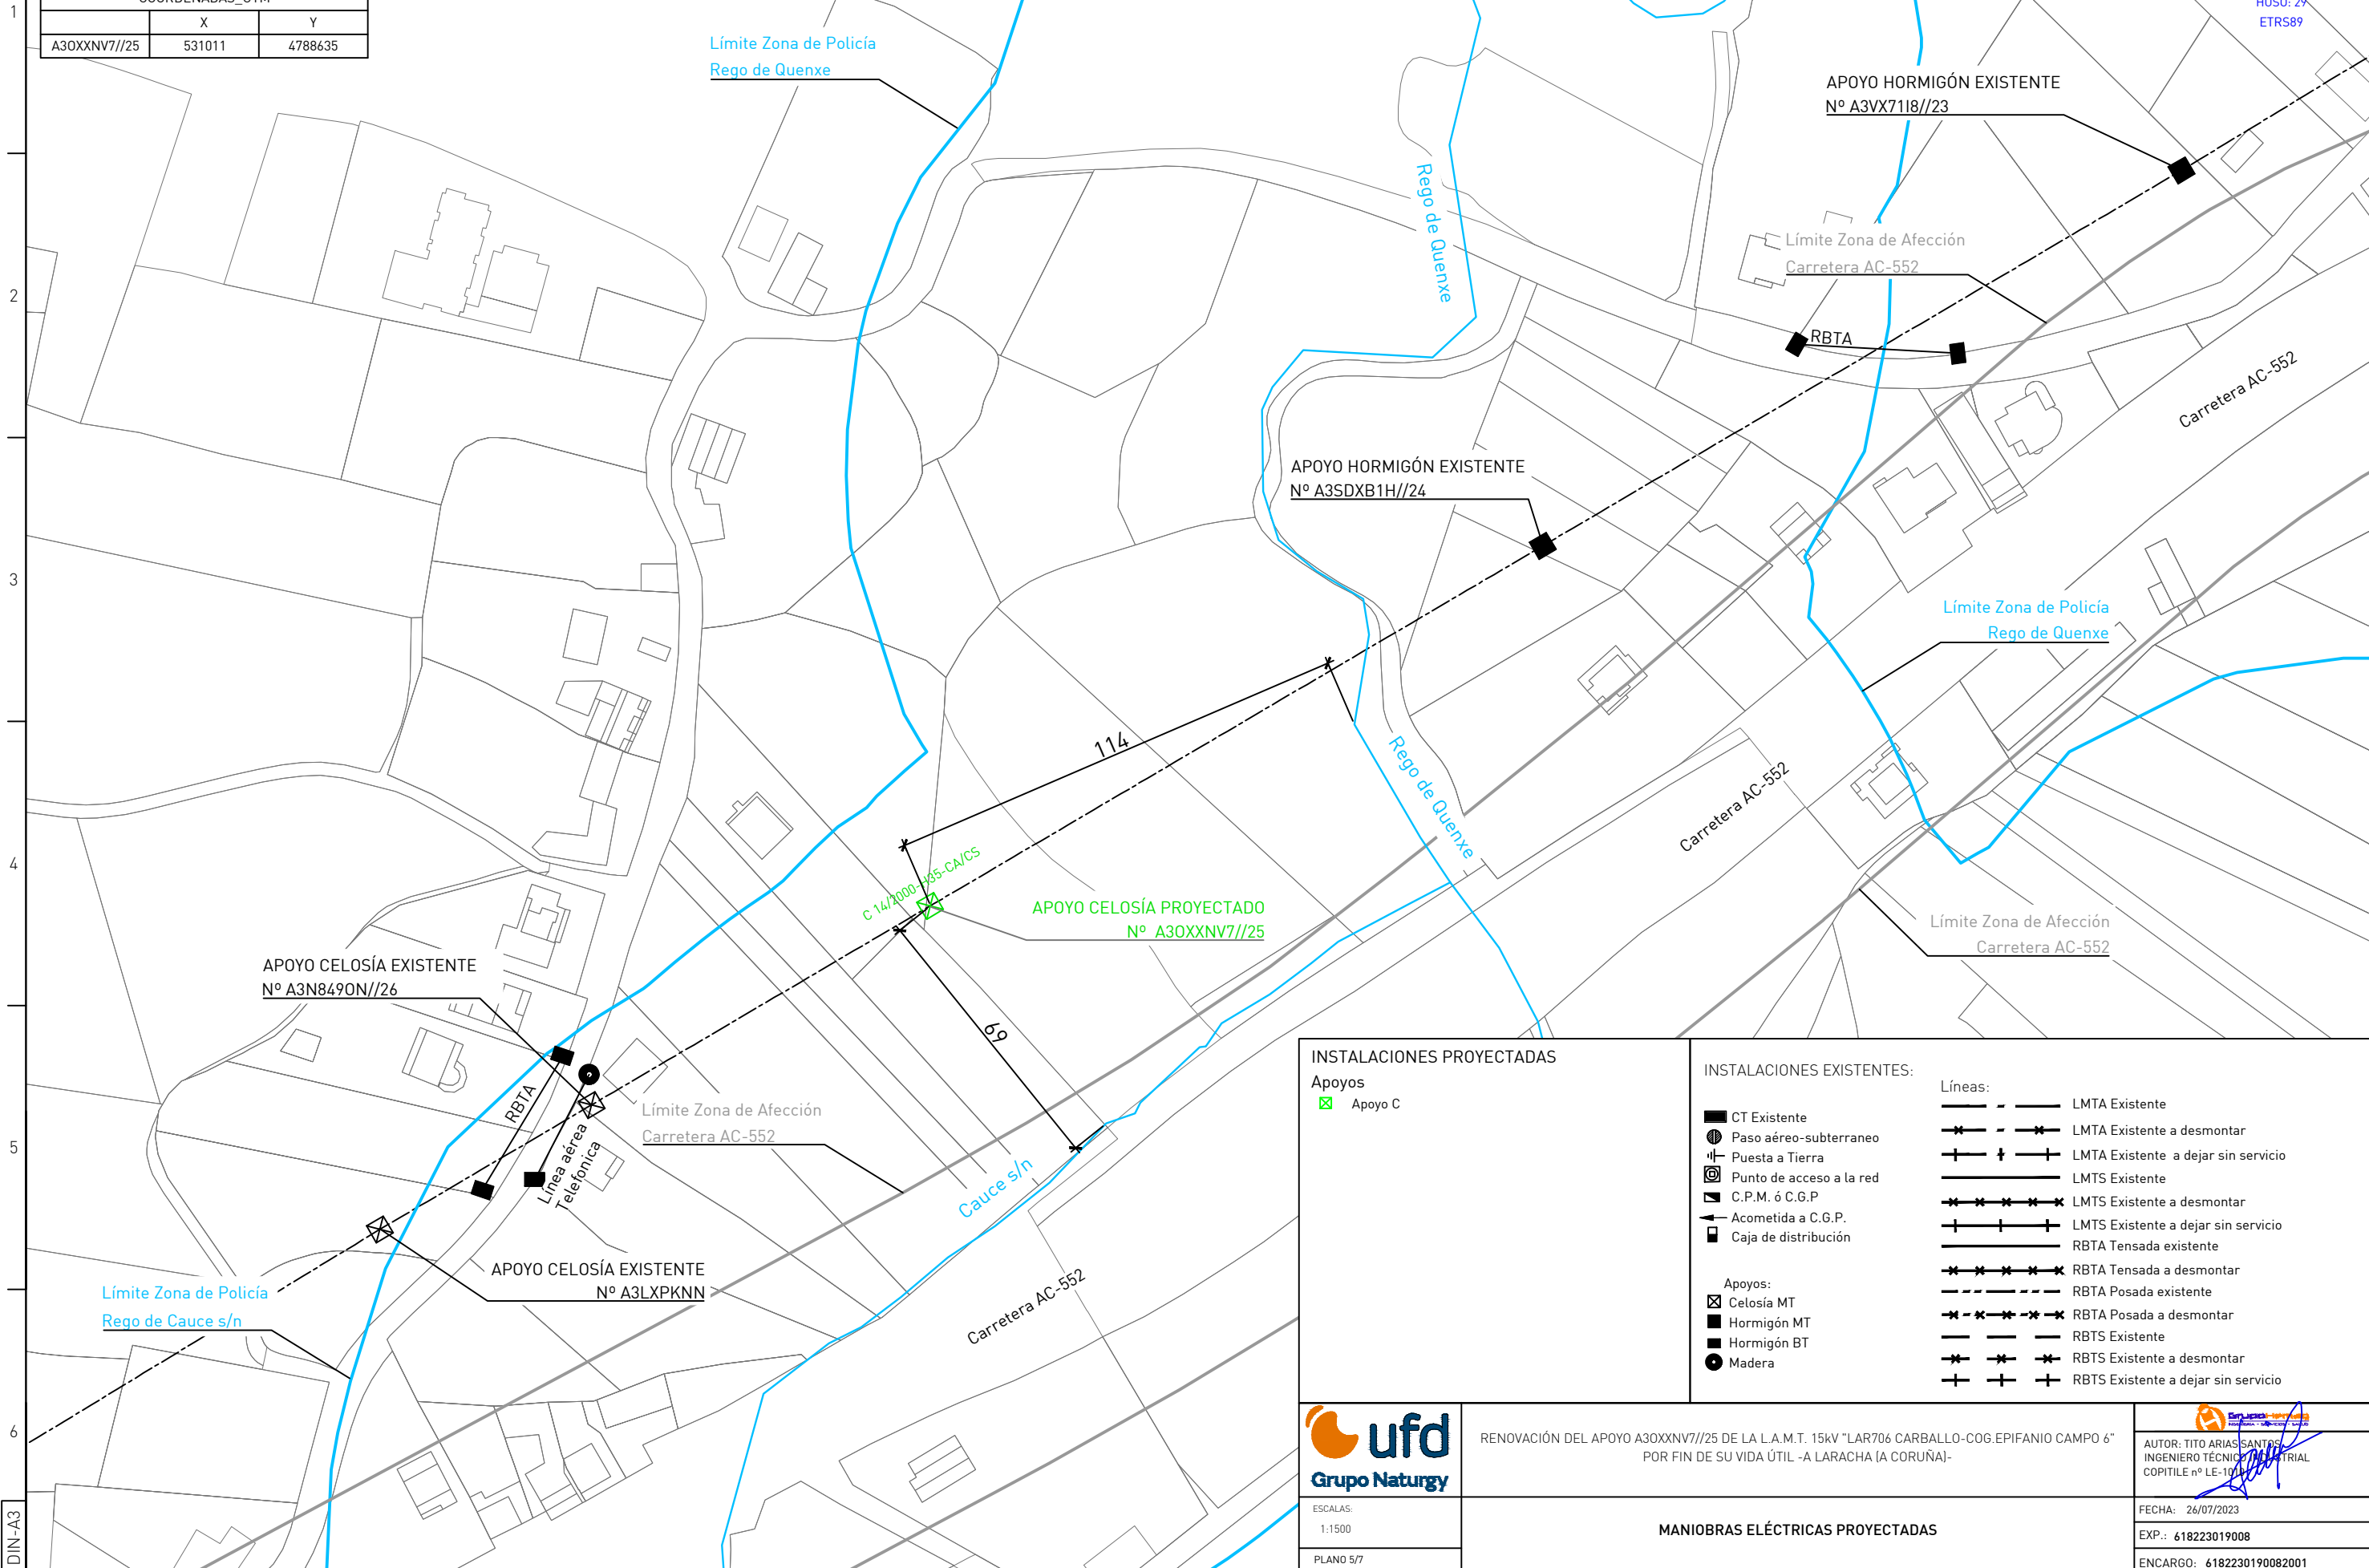 1
X
Y
A3OXXNV7//25
531011
4788635
HUSO: 29
ETRS89
Límite Zona de Policía
Rego de Quenxe
APOYO HORMIGÓN EXISTENTE
Nº A3VX71I8//23
Rego de Quenxe
Límite Zona de Afección
Carretera AC-552
2
RBTA
Carretera AC-552
APOYO HORMIGÓN EXISTENTE
Nº A3SDXB1H//24
3
Límite Zona de Policía
Rego de Quenxe
114
Rego de Quenxe
Carretera AC-552
4
C 14/2000-H35-CA/CS
APOYO CELOSÍA PROYECTADO
Nº A3OXXNV7//25
Límite Zona de Afección
Carretera AC-552
APOYO CELOSÍA EXISTENTE
Nº A3N849ON//26
69
RBTA
Línea aérea
Telefonica
Límite Zona de Afección
Carretera AC-552
5
Cauce s/n
APOYO CELOSÍA EXISTENTE
Nº A3LXPKNN
Límite Zona de Policía
Rego de Cauce s/n
Carretera AC-552
6
DIN-A3
INSTALACIONES PROYECTADAS
Apoyos
Apoyo C
INSTALACIONES EXISTENTES:
CT Existente
Paso aéreo-subterraneo
Puesta a Tierra
Punto de acceso a la red
C.P.M. ó C.G.P
Acometida a C.G.P.
Caja de distribución
Apoyos:
Celosía MT
Hormigón MT
Hormigón BT
Madera
Líneas:
LMTA Existente
LMTA Existente a desmontar
LMTA Existente a dejar sin servicio
LMTS Existente
LMTS Existente a desmontar
LMTS Existente a dejar sin servicio
RBTA Tensada existente
RBTA Tensada a desmontar
RBTA Posada existente
RBTA Posada a desmontar
RBTS Existente
RBTS Existente a desmontar
RBTS Existente a dejar sin servicio
ufd
Grupo Naturgy
RENOVACIÓN DEL APOYO A3OXXNV7//25 DE LA L.A.M.T. 15kV "LAR706 CARBALLO-COG.EPIFANIO CAMPO 6"
POR FIN DE SU VIDA ÚTIL -A LARACHA (A CORUÑA)-
ESCALAS:
1:1500
PLANO 5/7
MANIOBRAS ELÉCTRICAS PROYECTADAS
AUTOR: TITO ARIAS SANTOS
INGENIERO TÉCNICO INDUSTRIAL
COPITILE nº
FECHA: 26/07/2023
EXP.: 618223019008
ENCARGO: 6182230190082001